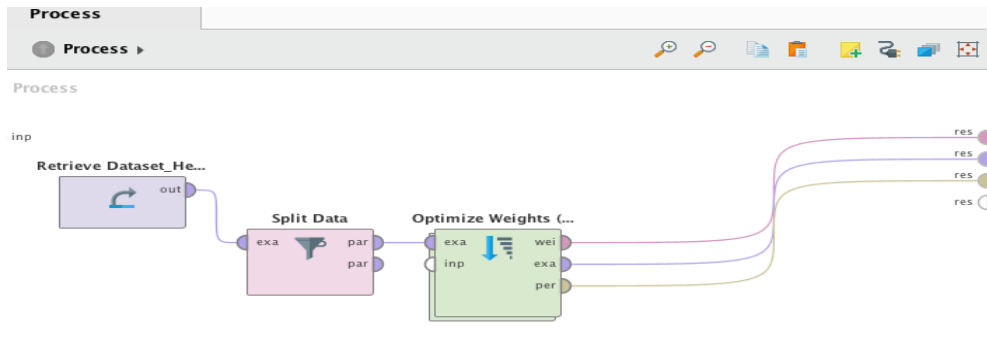 Process
Process
Process
inp
res
res
res
res
Retrieve Dataset_He...
out
Split Data
exa
par
par
Optimize Weights (...
exa
inp
wei
exa
per